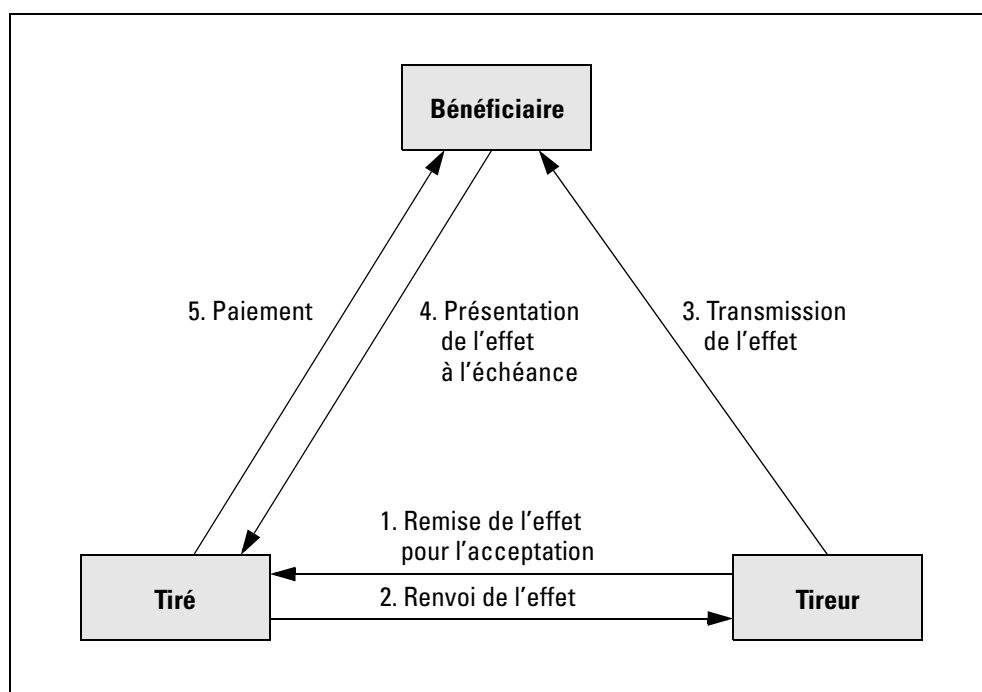 Bénéficiaire
5. Paiement
4. Présentation
de l'effet
à l'échéance
3. Transmission
de l'effet
1. Remise de l'effet
pour l'acceptation
2. Renvoi de l'effet
Tiré
Tireur